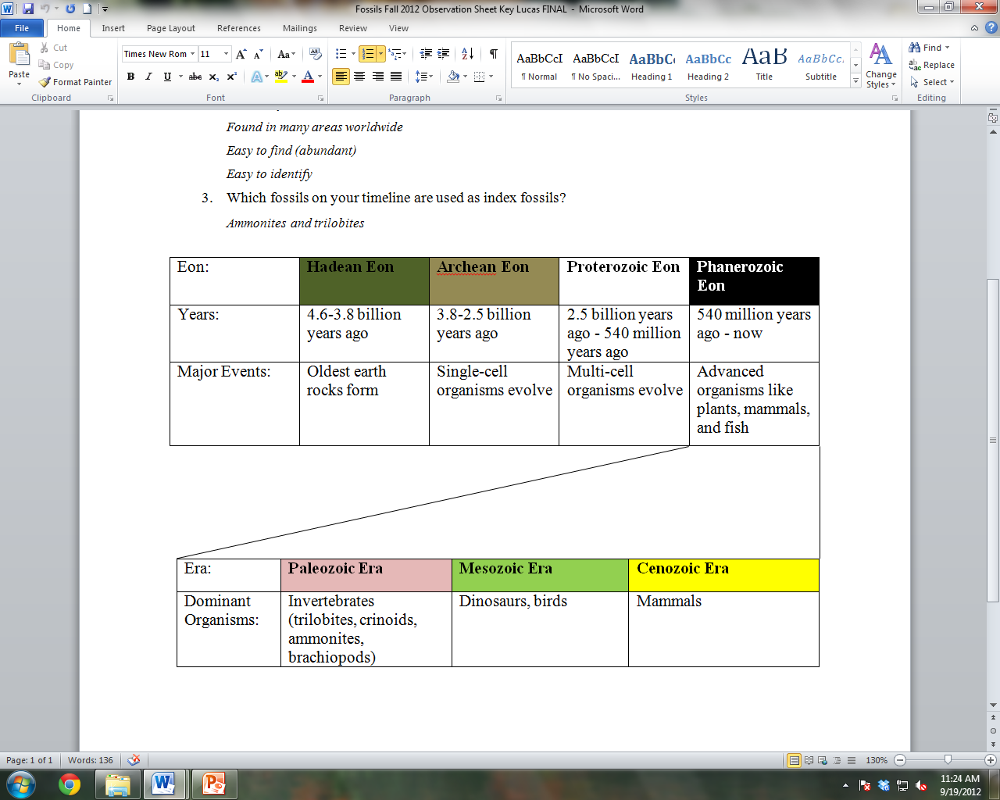 Fossils Fall 2012 Observation Sheet Key Lucas FINAL - Microsoft Word
File Home Insert Page Layout References Mailings Review View
Paste
Cut
Copy
Format Painter
Clipboard
Times New Rom 11
Font
Paragraph
AaBbCcI AaBbCcI AaBbCc AaBbCc AaB AaBbCc.
¶ Normal ¶ No Spaci... Heading 1 Heading 2 Title Subtitle
Styles
Change
Styles
Find
Replace
Select
Editing
Found in many areas worldwide
Easy to find (abundant)
Easy to identify
3. Which fossils on your timeline are used as index fossils?
Ammonites and trilobites
Eon:
Hadean Eon
Archean Eon
Proterozoic Eon
Phanerozoic
Eon
Years:
4.6-3.8 billion
years ago
3.8-2.5 billion
years ago
2.5 billion years
ago - 540 million
years ago
540 million years
ago - now
Major Events:
Oldest earth
rocks form
Single-cell
organisms evolve
Multi-cell
organisms evolve
Advanced
organisms like
plants, mammals,
and fish
Era:
Paleozoic Era
Mesozoic Era
Cenozoic Era
Dominant
Organisms:
Invertebrates
(trilobites, crinoids,
ammonites,
brachiopods)
Dinosaurs, birds
Mammals
Page: 1 of 1 Words: 136 130%
11:24 AM
9/19/2012